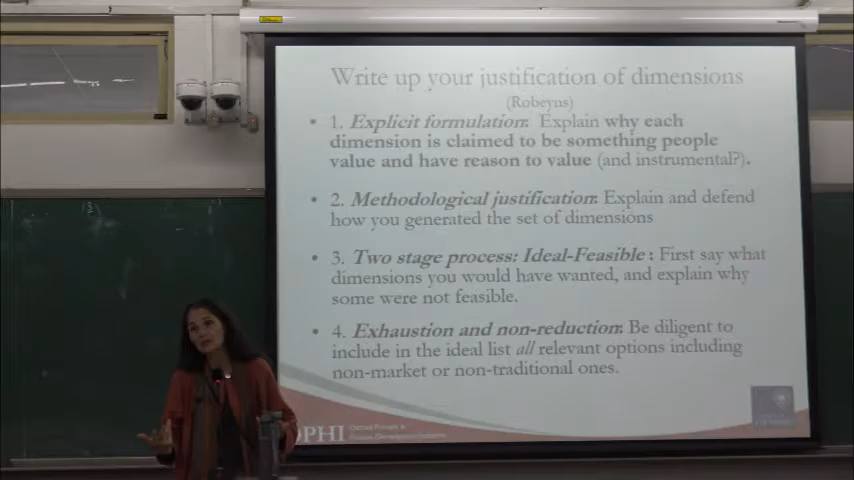 Write up your justification of dimensions
(Robeyns)
• 1. Explicit formulation: Explain why each
dimension is claimed to be something people
value and have reason to value (and instrumental?).
• 2. Methodological justification: Explain and defend
how you generated the set of dimensions
• 3. Two stage process: Ideal-Feasible : First say what
dimensions you would have wanted, and explain why
some were not feasible.
• 4. Exhaustion and non-reduction: Be diligent to
include in the ideal list all relevant options including
non-market or non-traditional ones.
OPHI